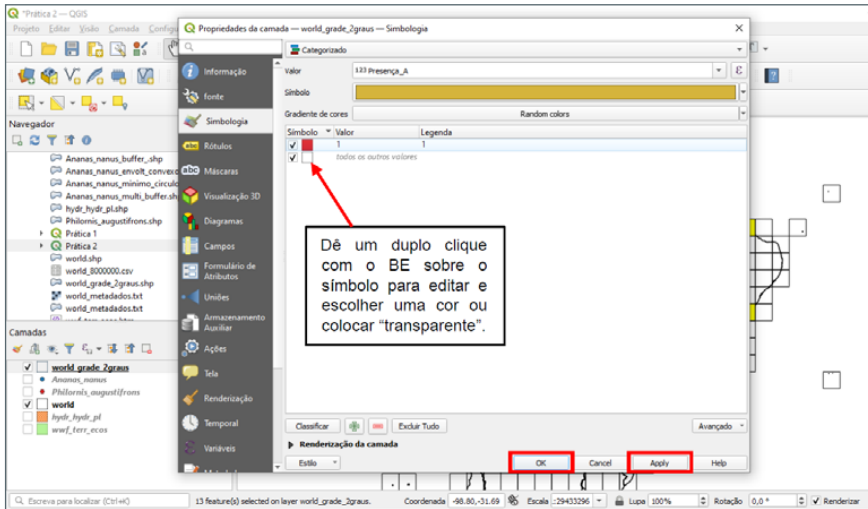 *Prática 2 — QGIS
Projeto Editar Visão Camada Configu
Propriedades da camada — world_grade_2graus — Simbologia
Categorizado
Informação
Valor
123 Presença_A
fonte
Símbolo
Simbologia
Gradiente de cores
Random colors
Navegador
abc Rótulos
Símbolo Valor Legenda
1 1
todos os outros valores
Ananas_nanus_buffer_.shp
Ananas_nanus_envolt_convexo
Ananas_nanus_minimo_circulo
Ananas_nanus_multi_buffer.sh
hydr_hydr_pl.shp
Philornis_augustifrons.shp
Prática 1
Prática 2
world.shp
world_8000000.csv
world_grade_2graus.shp
world_metadados.txt
world_metadados.txt
abc Máscaras
Visualização 3D
Diagramas
Campos
Formulário de
Atributos
Uniões
Armazenamento
Auxiliar
Ações
Tela
Renderização
Temporal
Variáveis
Dê um duplo clique
com o BE sobre o
símbolo para editar e
escolher uma cor ou
colocar “transparente”.
Camadas
world_grade_2graus
Ananas_nanus
Philornis_augustifrons
world
hydr_hydr_pl
wwf_terr_ecos
Classificar
Excluir Tudo
Avançado
Renderização da camada
Estilo
OK
Cancel
Apply
Help
Escreva para localizar (Ctrl+K)
13 feature(s) selected on layer world_grade_2graus.
Coordenada -98.80,-31.69
Escala :29433296
Lupa 100%
Rotação 0,0 °
Renderizar